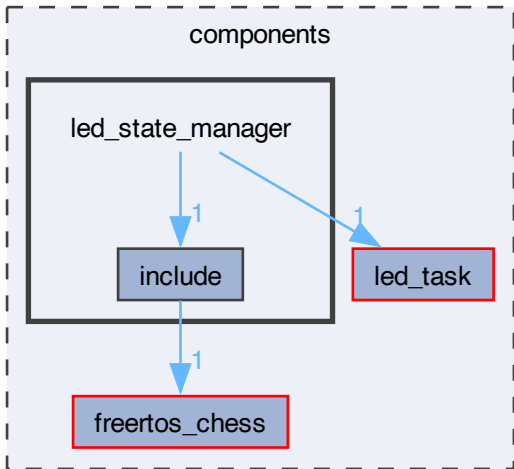 components
led_state_manager
1
1
include
led_task
1
freertos_chess